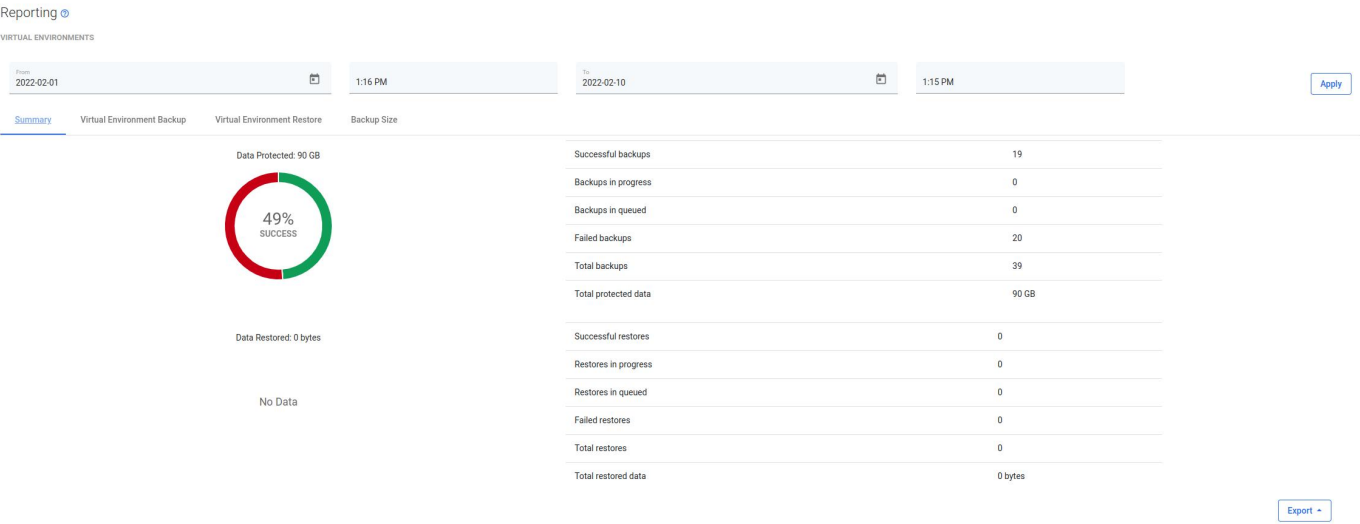 Reporting
VIRTUAL ENVIRONMENTS
From
2022-02-01
1:16 PM
To
2022-02-10
1:15 PM
Apply
Summary Virtual Environment Backup Virtual Environment Restore Backup Size
Data Protected: 90 GB
49%
SUCCESS
Successful backups 19
Backups in progress 0
Backups in queued 0
Failed backups 20
Total backups 39
Total protected data 90 GB
Data Restored: 0 bytes
No Data
Successful restores 0
Restores in progress 0
Restores in queued 0
Failed restores 0
Total restores 0
Total restored data 0 bytes
Export